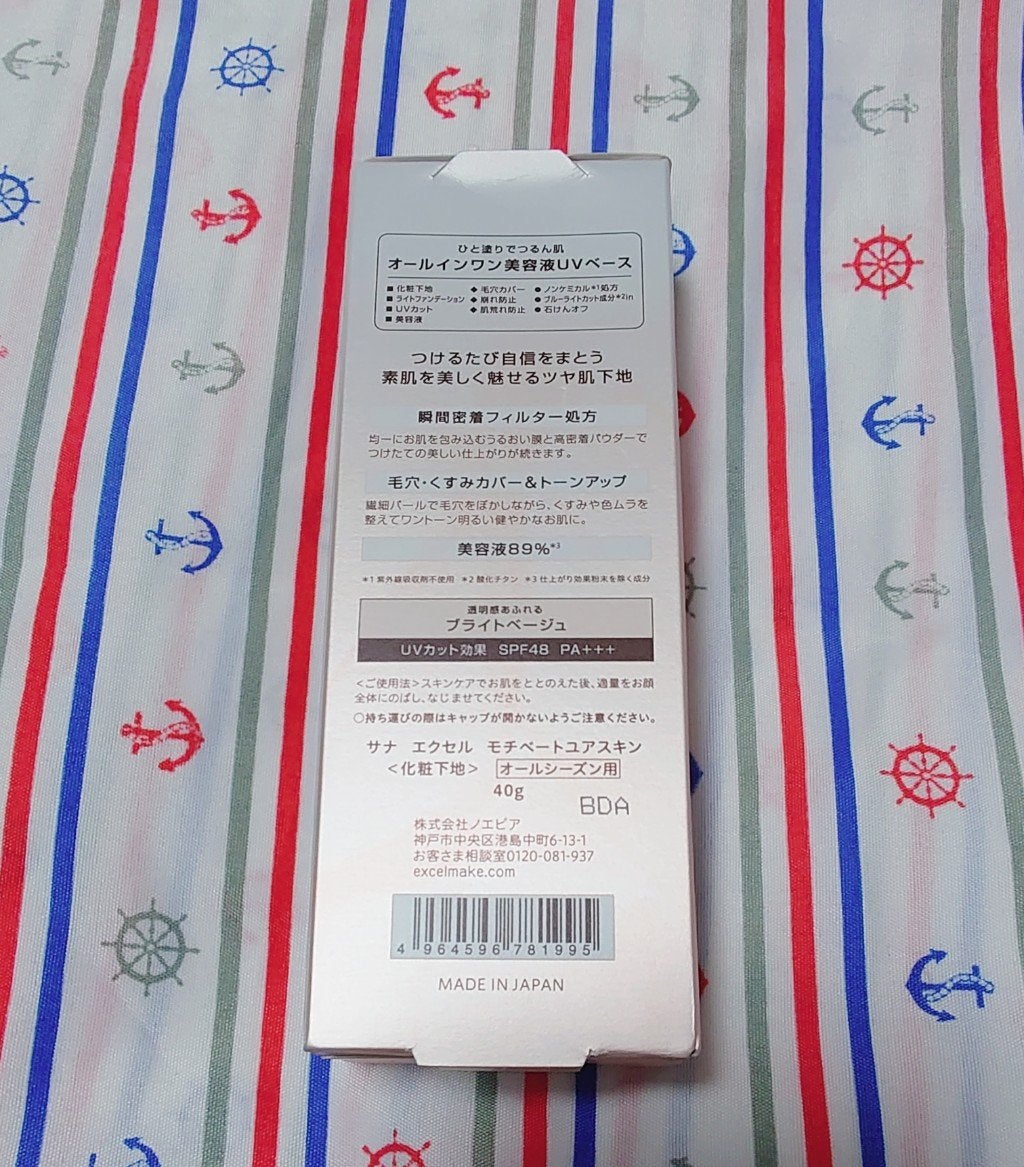 ひと塗りでつるん肌
オールインワン美容液UVベース
■ 化粧下地 ◆ 毛穴カバー ● ノンケミカル*1処方
■ ライトファンデーション ◆ 崩れ防止 ● ブルーライトカット成分*2in
■ UVカット ◆ 肌荒れ防止 ● 石けんオフ
■ 美容液
つけるたび自信をまとう
素肌を美しく魅せるツヤ肌下地
瞬間密着フィルター処方
均一にお肌を包み込むうるおい膜と高密着パウダーで
つけたての美しい仕上がりが続きます。
毛穴・くすみカバー&トーンアップ
繊細パールで毛穴をぼかしながら、くすみや色ムラを
整えてワントーン明るい健やかなお肌に。
美容液89%*3
*1 紫外線吸収剤不使用 *2 酸化チタン *3 仕上がり効果粉末を除く成分
透明感あふれる
ブライトベージュ
UVカット効果 SPF48 PA+++
<ご使用法>スキンケアでお肌をととのえた後、適量をお顔
全体にのばし、なじませてください。
○持ち運びの際はキャップが開かないようご注意ください。
サナ エクセル モチベートユアスキン
<化粧下地> オールシーズン用
40g
BDA
株式会社ノエビア
神戸市中央区港島中町6-13-1
お客さま相談室0120-081-937
excelmake.com
4 964596 781995
MADE IN JAPAN